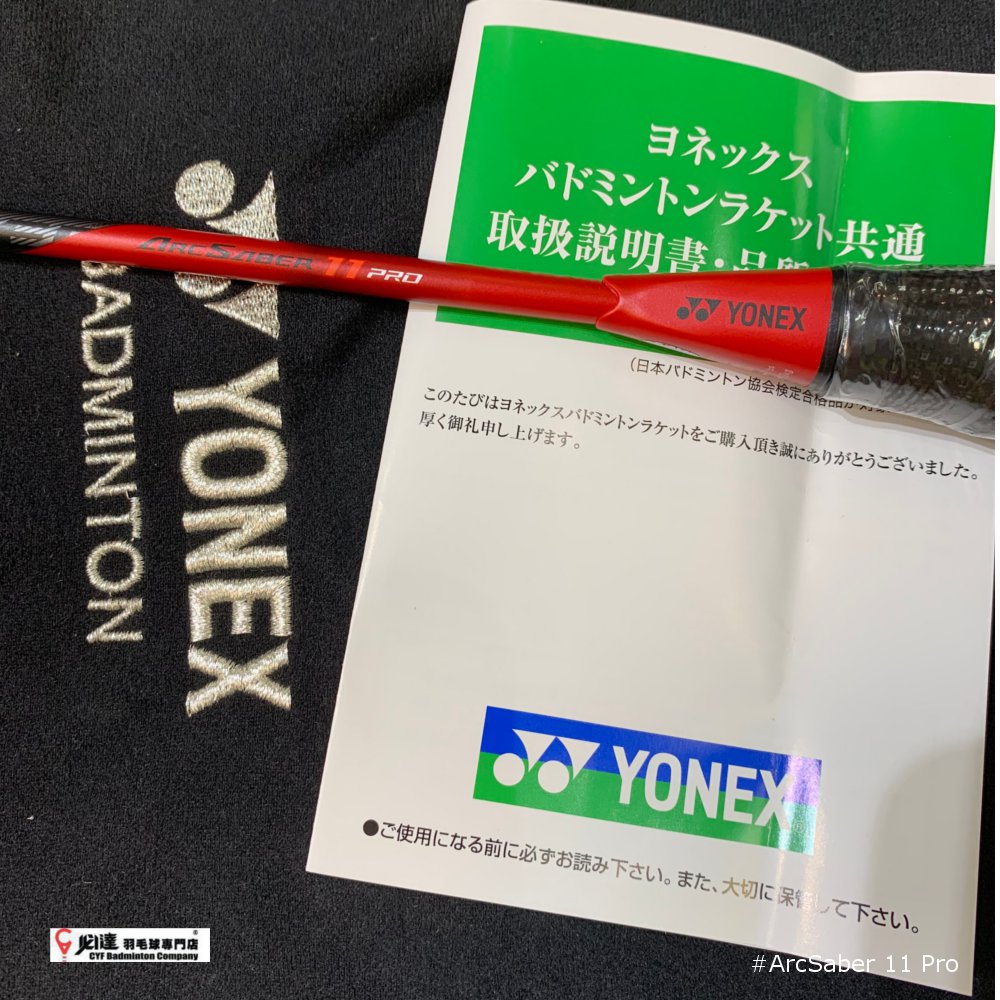 ヨネックス
バドミントンラケット共通
取扱説明書・品質
ARCSABER 11 PRO
YONEX
(日本バドミントン協会検定合格品が対象
このたびはヨネックスバドミントンラケットをご購入頂き誠にありがとうございました。
厚く御礼申し上げます。
YONEX
BADMINTON
YONEX
●ご使用になる前に必ずお読み下さい。また、大切に保管して下さい。
必達 羽毛球專門店
CYF Badminton Company
#ArcSaber 11 Pro